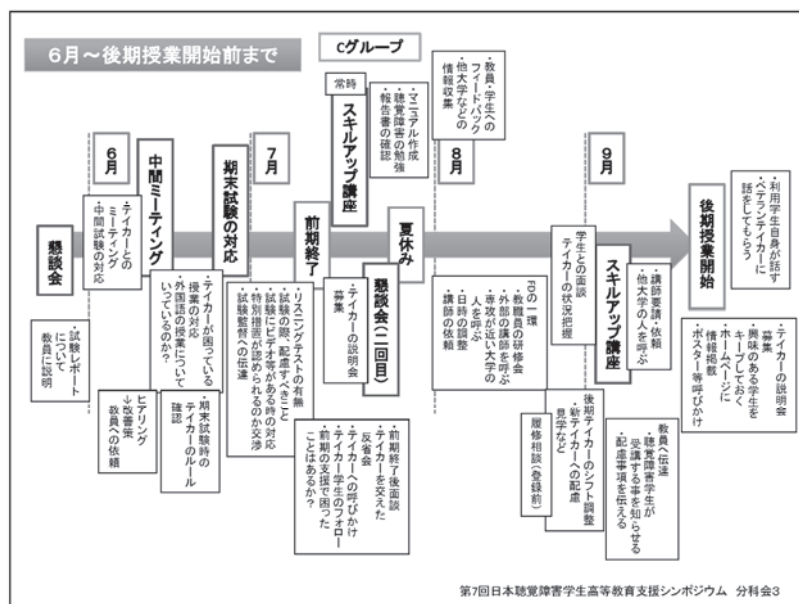 6月～後期授業開始前まで
Cグループ
懇談会
・試験レポート
について
教員に説明
6月
・テイカーとの
ミーティング
・中間試験の対応
中間ミーティング
ヒアリング
↓改善策
教員への依頼
・テイカーが困っている
授業の対応
・外国語の授業について
いっているのか?
・期末試験時の
テイカーのルール
確認
期末試験の対応
7月
・リスニングテストの有無
・試験の際、配慮すべきこと
・試験にビデオ等がある時の対応
・特別措置が認められるのか交渉
・試験監督への伝達
前期終了
常時
スキルアップ講座
・マニュアル作成
・聴覚障害の勉強
・報告書の確認
・テイカーの説明会
募集
懇談会(二回目)
・前期終了後面談
・テイカーを交えた
反省会
・テイカーへの呼びかけ
・テイカー学生のフォロー
・前期の支援で困った
ことはあるか?
夏休み
8月
・教員・学生への
フィードバック
・他大学などの
情報収集
FDの一環
・教職員の研修会
・外部の講師を呼ぶ
・専攻が近い大学の
人を呼ぶ
・日時の調整
・講師の依頼
9月
学生との面談
テイカーの状況把握
スキルアップ講座
・講師要請・依頼
・他大学の人を呼ぶ
履修相談(登録前)
後期テイカーのシフト調整
・新テイカーへの配慮
見学など
教員へ伝達
・聴覚障害学生が
受講する事を知らせる
・配慮事項を伝える
後期授業開始
・利用学生自身が話す
・ベテランテイカーに
話をしてもらう
・テイカーの説明会
募集
・興味のある学生を
キープしておく
・ホームページに
情報掲載
・ポスター等呼びかけ
第7回日本聴覚障害学生高等教育支援シンポジウム 分科会3